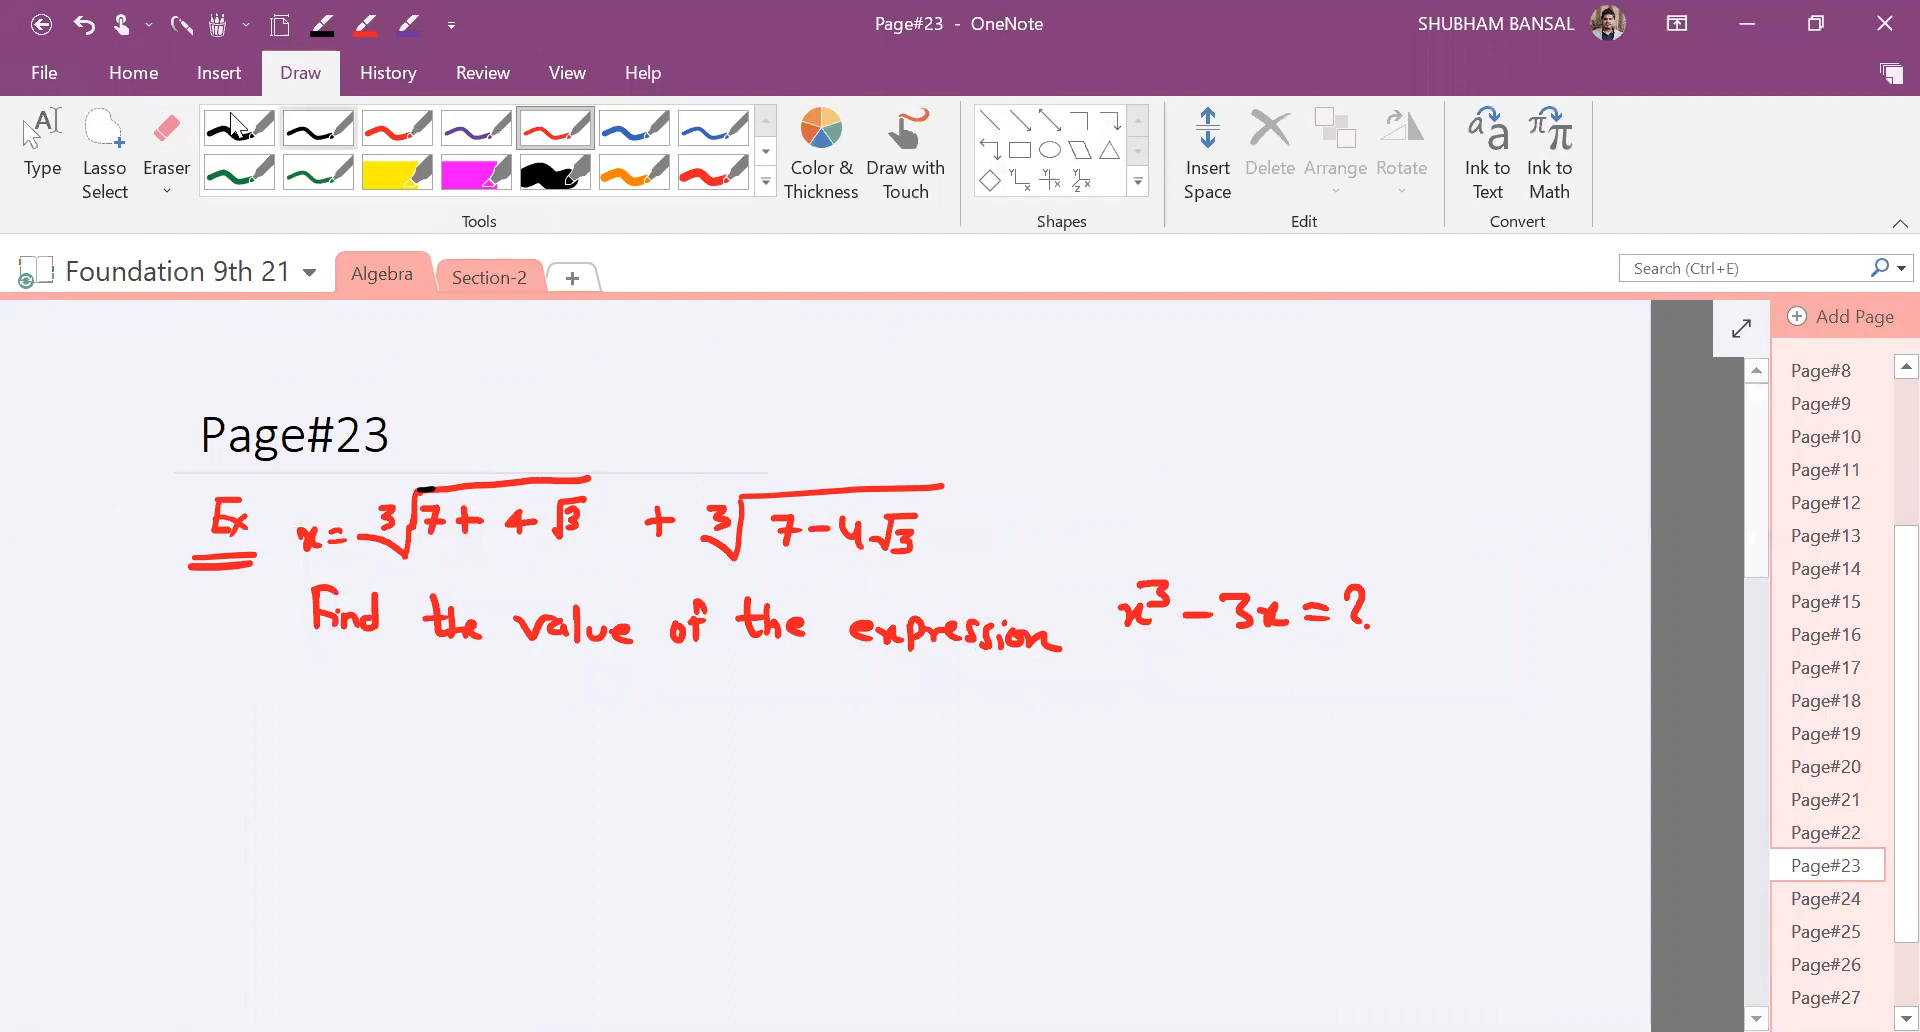 Page#23 - OneNote
SHUBHAM BANSAL
File Home Insert Draw History Review View Help
Type
Lasso Select
Eraser
Color & Thickness
Draw with Touch
Insert Space
Delete
Arrange
Rotate
Ink to Text
Ink to Math
Tools
Shapes
Edit
Convert
Foundation 9th 21
Algebra
Section-2
Search (Ctrl+E)
Add Page
Page#23
Ex x = ∛(7 + 4√3) + ∛(7 - 4√3)
Find the value of the expression x³ - 3x = ?
Page#8
Page#9
Page#10
Page#11
Page#12
Page#13
Page#14
Page#15
Page#16
Page#17
Page#18
Page#19
Page#20
Page#21
Page#22
Page#23
Page#24
Page#25
Page#26
Page#27